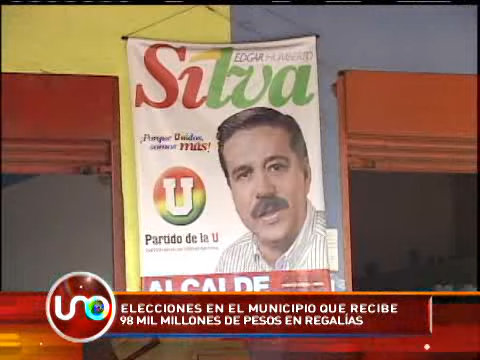 EDGAR HUMBERTO
Silva
¡Porque Unidos,
somos más!
U
Partido de la U
ALCALDE
UNO
ELECCIONES EN EL MUNICIPIO QUE RECIBE
98 MIL MILLONES DE PESOS EN REGALÍAS